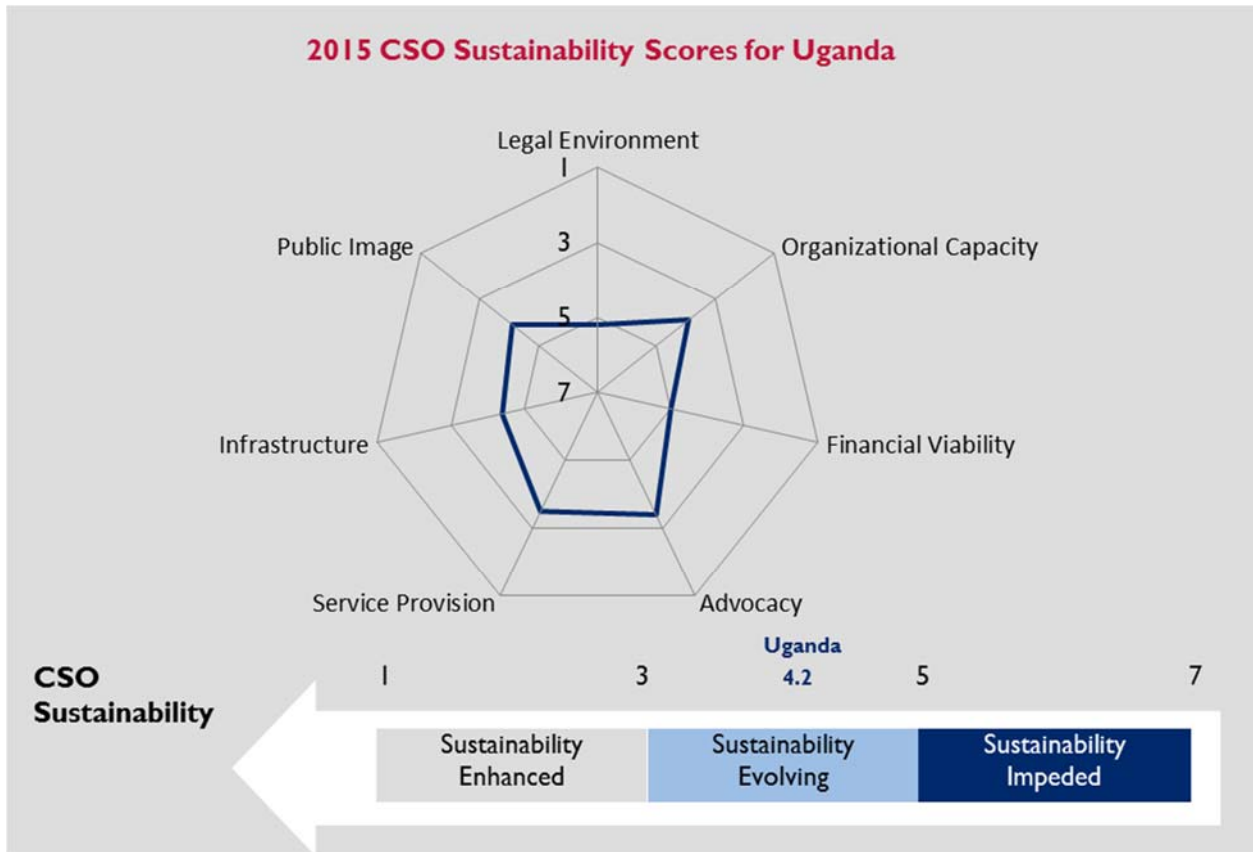 2015 CSO Sustainability Scores for Uganda
Legal Environment
1
Public Image
3
Organizational Capacity
5
7
Infrastructure
Financial Viability
Service Provision
Advocacy
CSO
Sustainability
1
3
Uganda
4.2
5
7
Sustainability
Enhanced
Sustainability
Evolving
Sustainability
Impeded